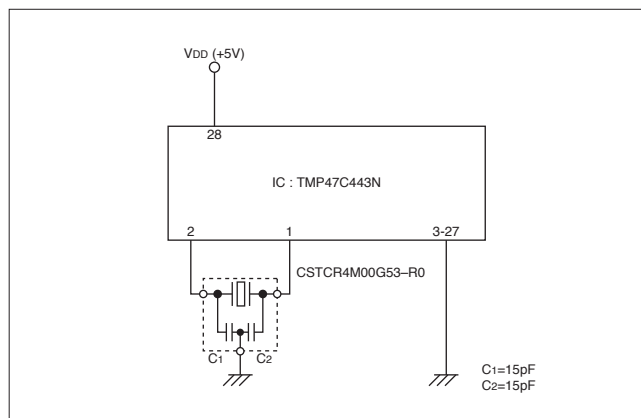 VDD (+5V)
28
IC : TMP47C443N
2 1 3-27
CSTCR4M00G53–R0
C1 C2
C1=15pF
C2=15pF